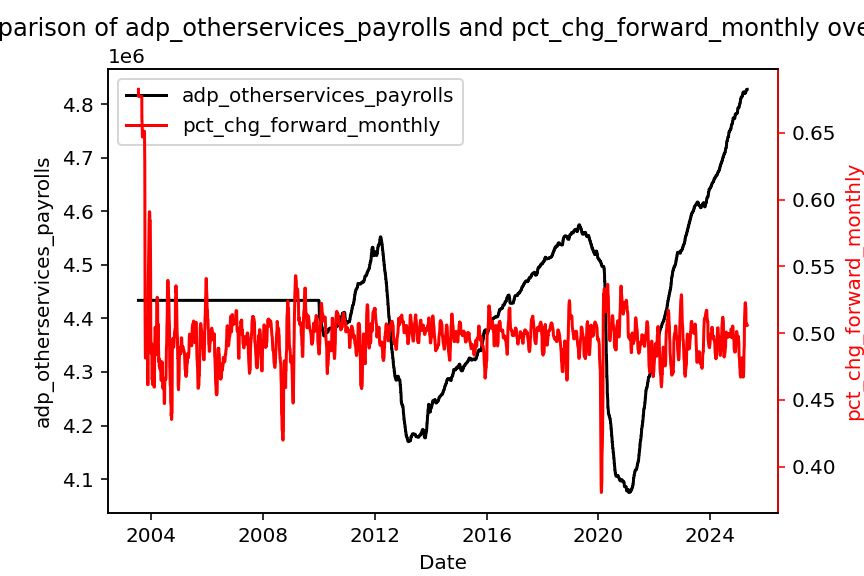 parison of adp_otherservices_payrolls and pct_chg_forward_monthly ove
1e6
adp_otherservices_payrolls
pct_chg_forward_monthly
4.8
4.7
4.6
4.5
4.4
4.3
4.2
4.1
adp_otherservices_payrolls
0.65
0.60
0.55
0.50
0.45
0.40
pct_chg_forward_monthly
2004 2008 2012 2016 2020 2024
Date